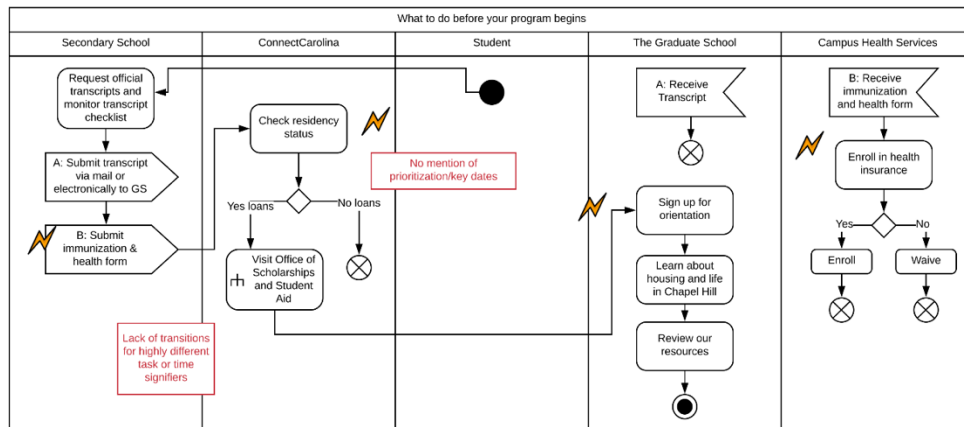 What to do before your program begins
Secondary School
ConnectCarolina
Student
The Graduate School
Campus Health Services
Request official
transcripts and
monitor transcript
checklist
A: Submit transcript
via mail or
electronically to GS
B: Submit
immunization &
health form
Lack of transitions
for highly different
task or time
signifiers
Check residency
status
Yes loans
No loans
Visit Office of
Scholarships
and Student
Aid
No mention of
prioritization/key dates
A: Receive
Transcript
Sign up for
orientation
Learn about
housing and life
in Chapel Hill
Review our
resources
B: Receive
immunization
and health form
Enroll in health
insurance
Yes
No
Enroll
Waive